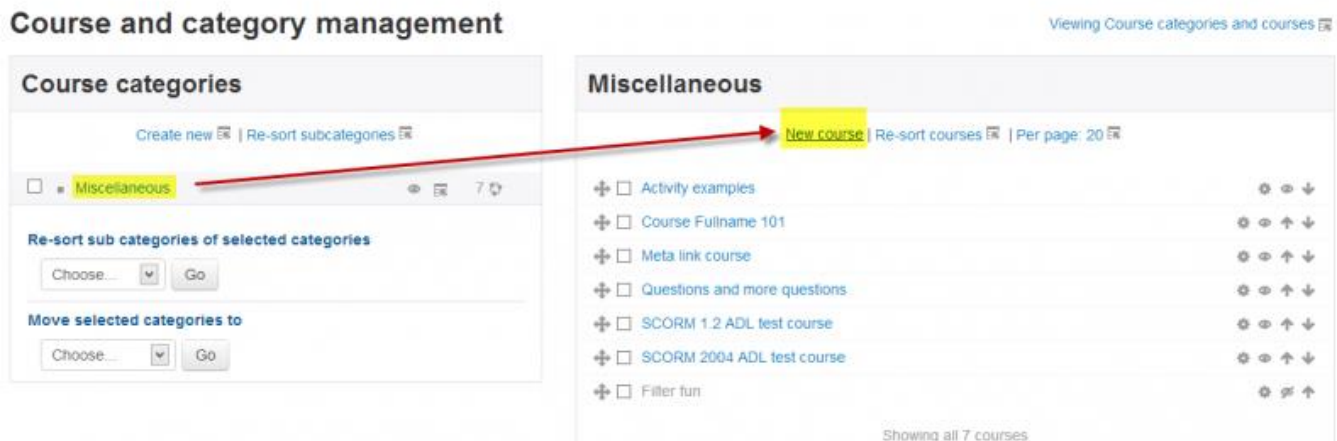 Course and category management
Viewing Course categories and courses
Course categories
Create new | Re-sort subcategories
Miscellaneous 7
Re-sort sub categories of selected categories
Choose... Go
Move selected categories to
Choose... Go
Miscellaneous
New course | Re-sort courses | Per page: 20
Activity examples
Course Fullname 101
Meta link course
Questions and more questions
SCORM 1.2 ADL test course
SCORM 2004 ADL test course
Filter fun
Showing all 7 courses